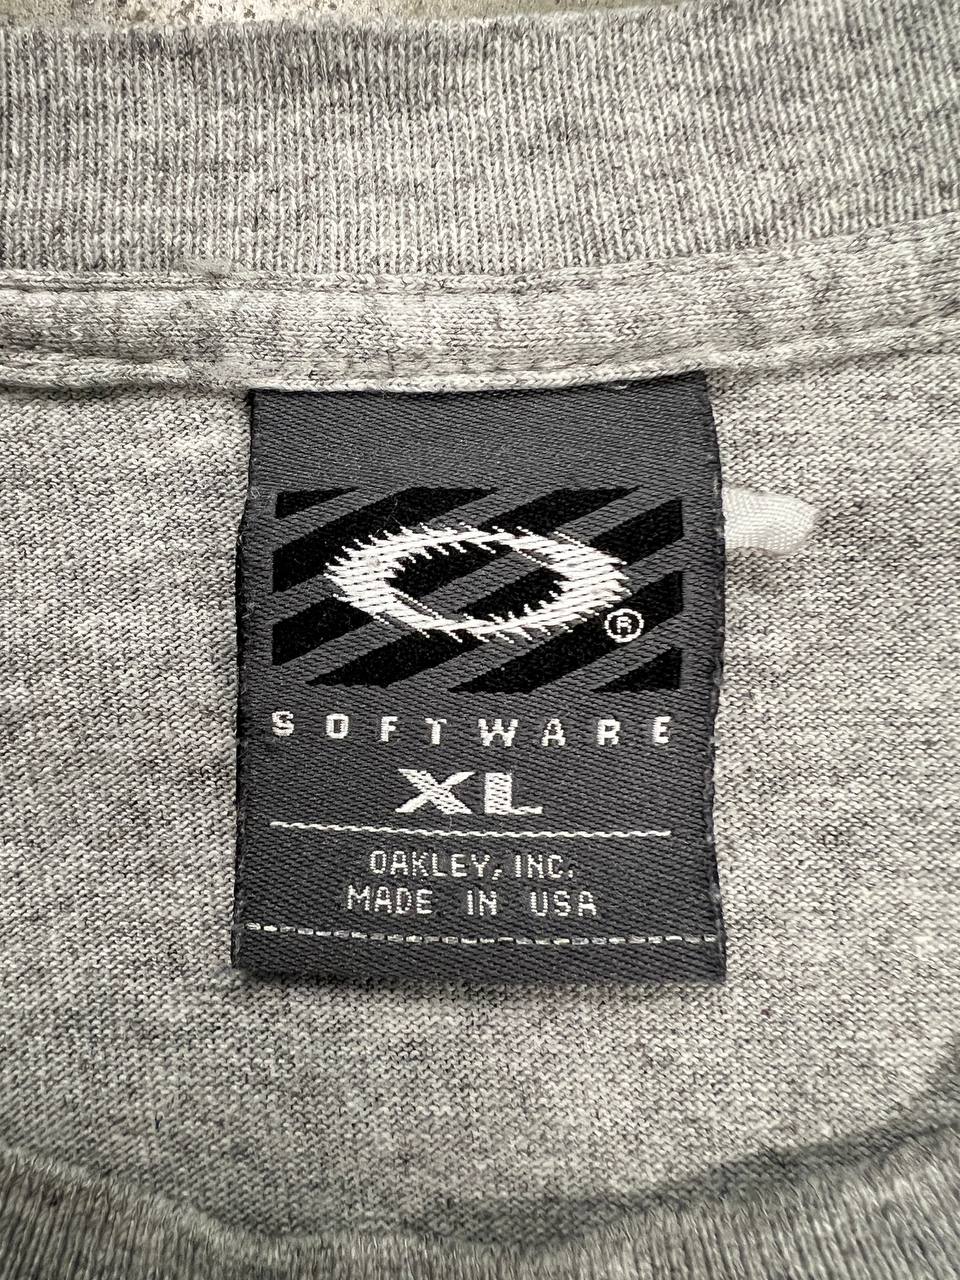 ®
SOFTWARE
XL
OAKLEY, INC.
MADE IN USA